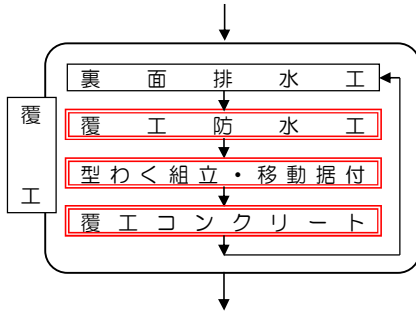 裏面排水工
覆工
覆工防水工
型わく組立・移動据付
覆工コンクリート